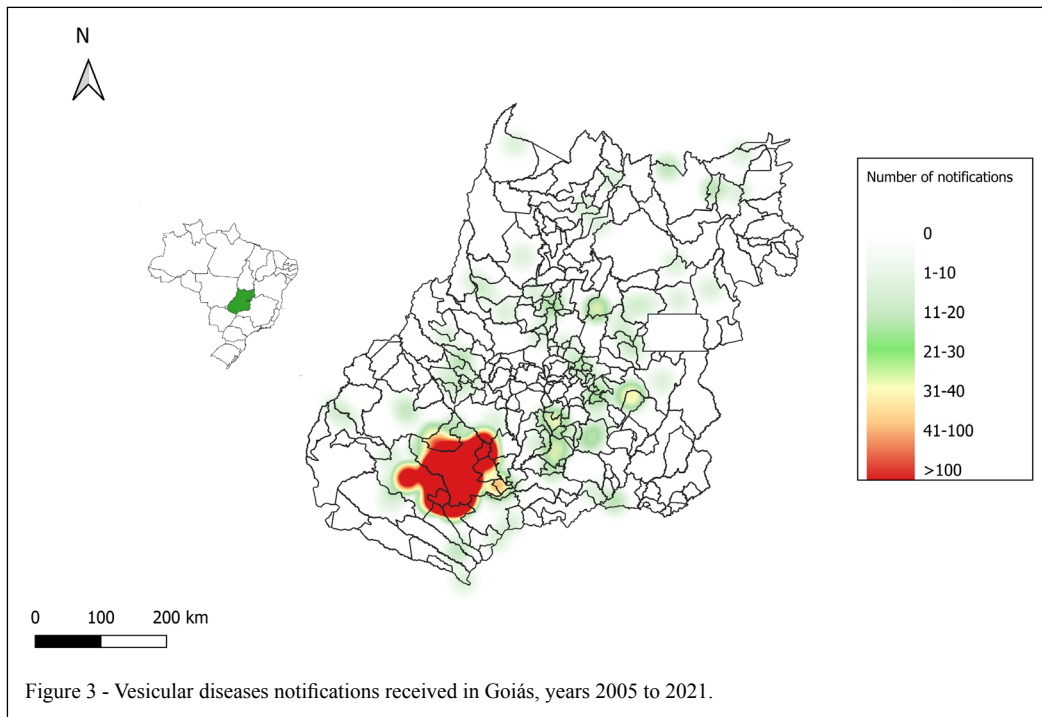 N
Number of notifications
0
1-10
11-20
21-30
31-40
41-100
>100
0 100 200 km
Figure 3 - Vesicular diseases notifications received in Goiás, years 2005 to 2021.